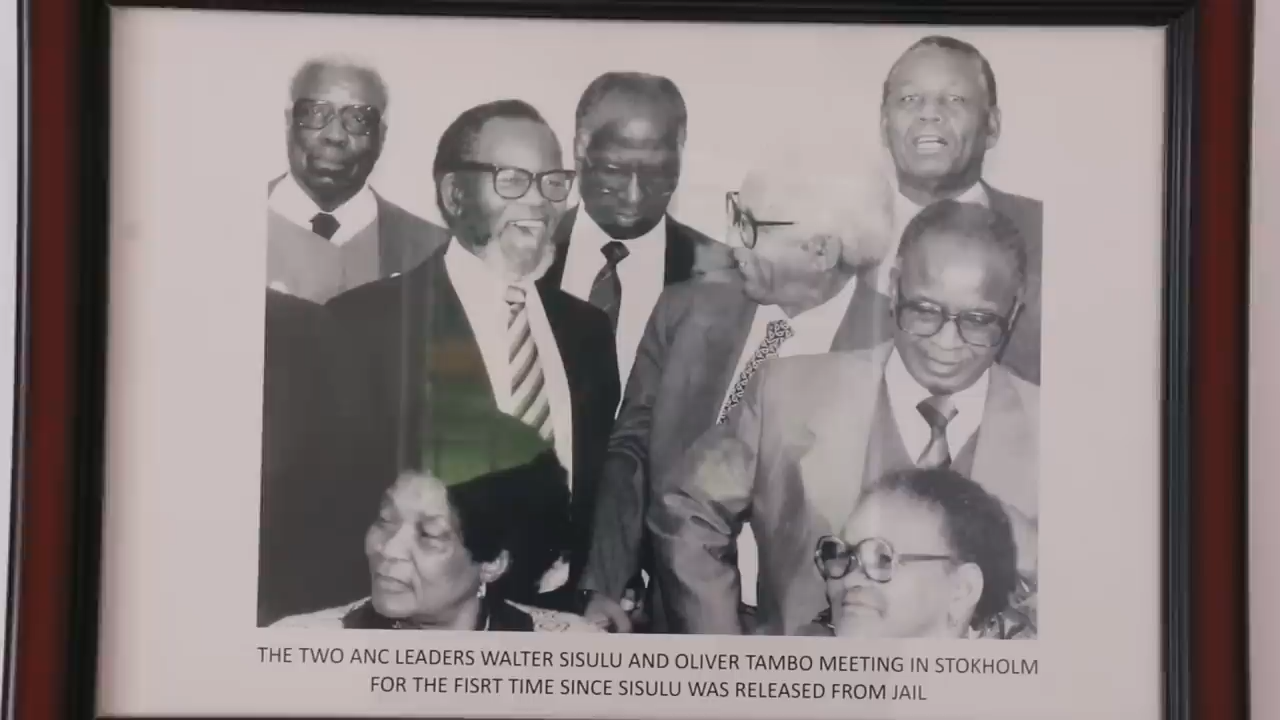 THE TWO ANC LEADERS WALTER SISULU AND OLIVER TAMBO MEETING IN STOKHOLM
FOR THE FISRT TIME SINCE SISULU WAS RELEASED FROM JAIL